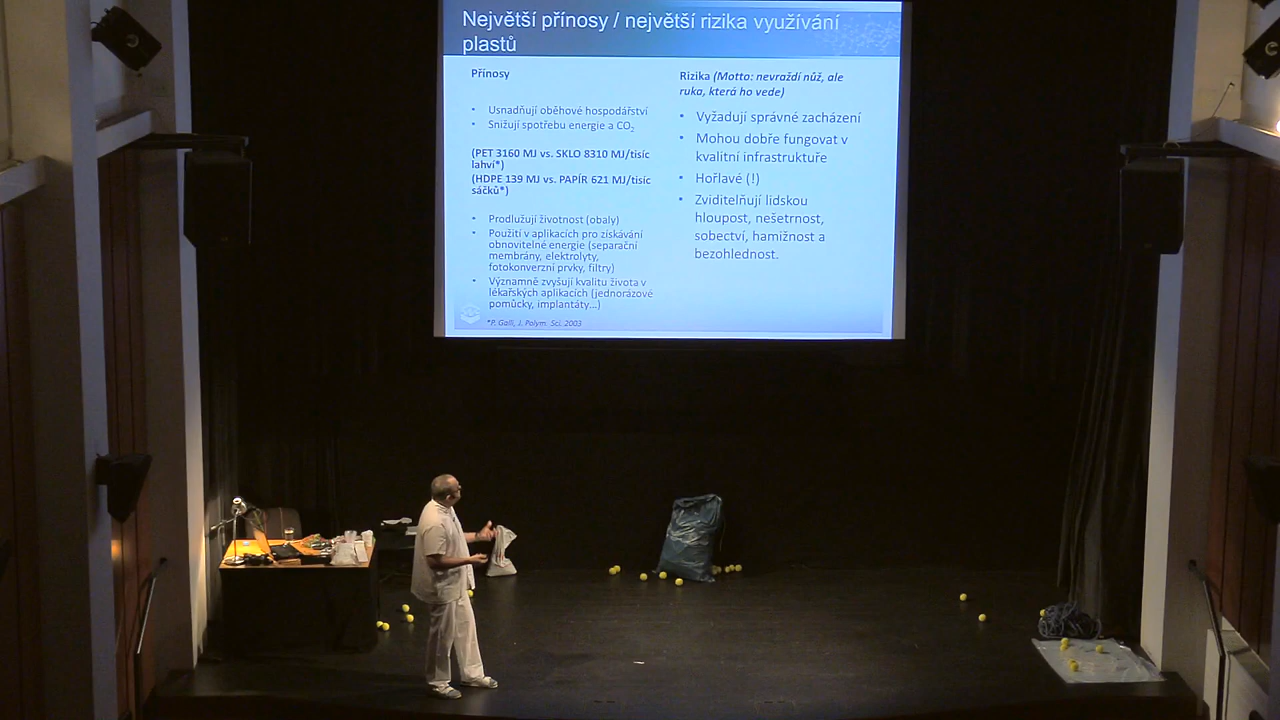 Největší přínosy / největší rizika využívání
plastů
Přínosy
• Usnadňují oběhové hospodářství
• Snižují spotřebu energie a CO₂
(PET 3160 MJ vs. SKLO 8310 MJ/tisíc
lahví*)
(HDPE 139 MJ vs. PAPÍR 621 MJ/tisíc
sáčků*)
• Prodlužují životnost (obaly)
• Použití v aplikacích pro získávání
obnovitelné energie (separační
membrány, elektrolyty,
fotokonverzní prvky, filtry)
• Významně zvyšují kvalitu života v
lékařských aplikacích (jednorázové
pomůcky, implantáty...)
*P. Galli, J. Polym. Sci. 2003
Rizika (Motto: nevraždí nůž, ale
ruka, která ho vede)
• Vyžadují správné zacházení
• Mohou dobře fungovat v
kvalitní infrastruktuře
• Hořlavé (!)
• Zviditelňují lidskou
hloupost, nešetrnost,
sobectví, hamižnost a
bezohlednost.